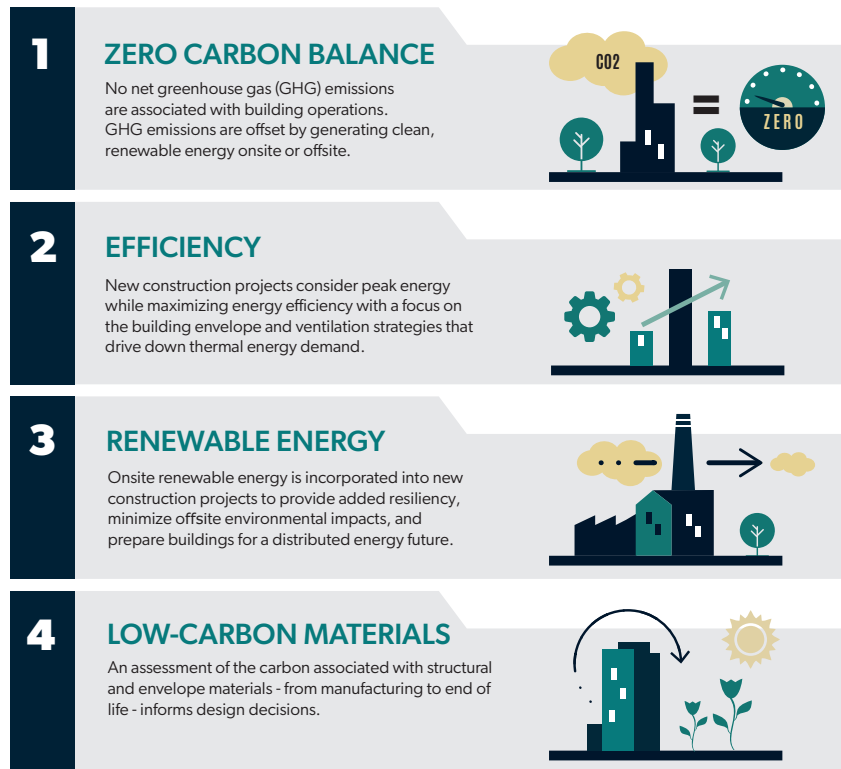 1
ZERO CARBON BALANCE
No net greenhouse gas (GHG) emissions
are associated with building operations.
GHG emissions are offset by generating clean,
renewable energy onsite or offsite.
CO2
ZERO
2
EFFICIENCY
New construction projects consider peak energy
while maximizing energy efficiency with a focus on
the building envelope and ventilation strategies that
drive down thermal energy demand.
3
RENEWABLE ENERGY
Onsite renewable energy is incorporated into new
construction projects to provide added resiliency,
minimize offsite environmental impacts, and
prepare buildings for a distributed energy future.
4
LOW-CARBON MATERIALS
An assessment of the carbon associated with structural
and envelope materials - from manufacturing to end of
life - informs design decisions.